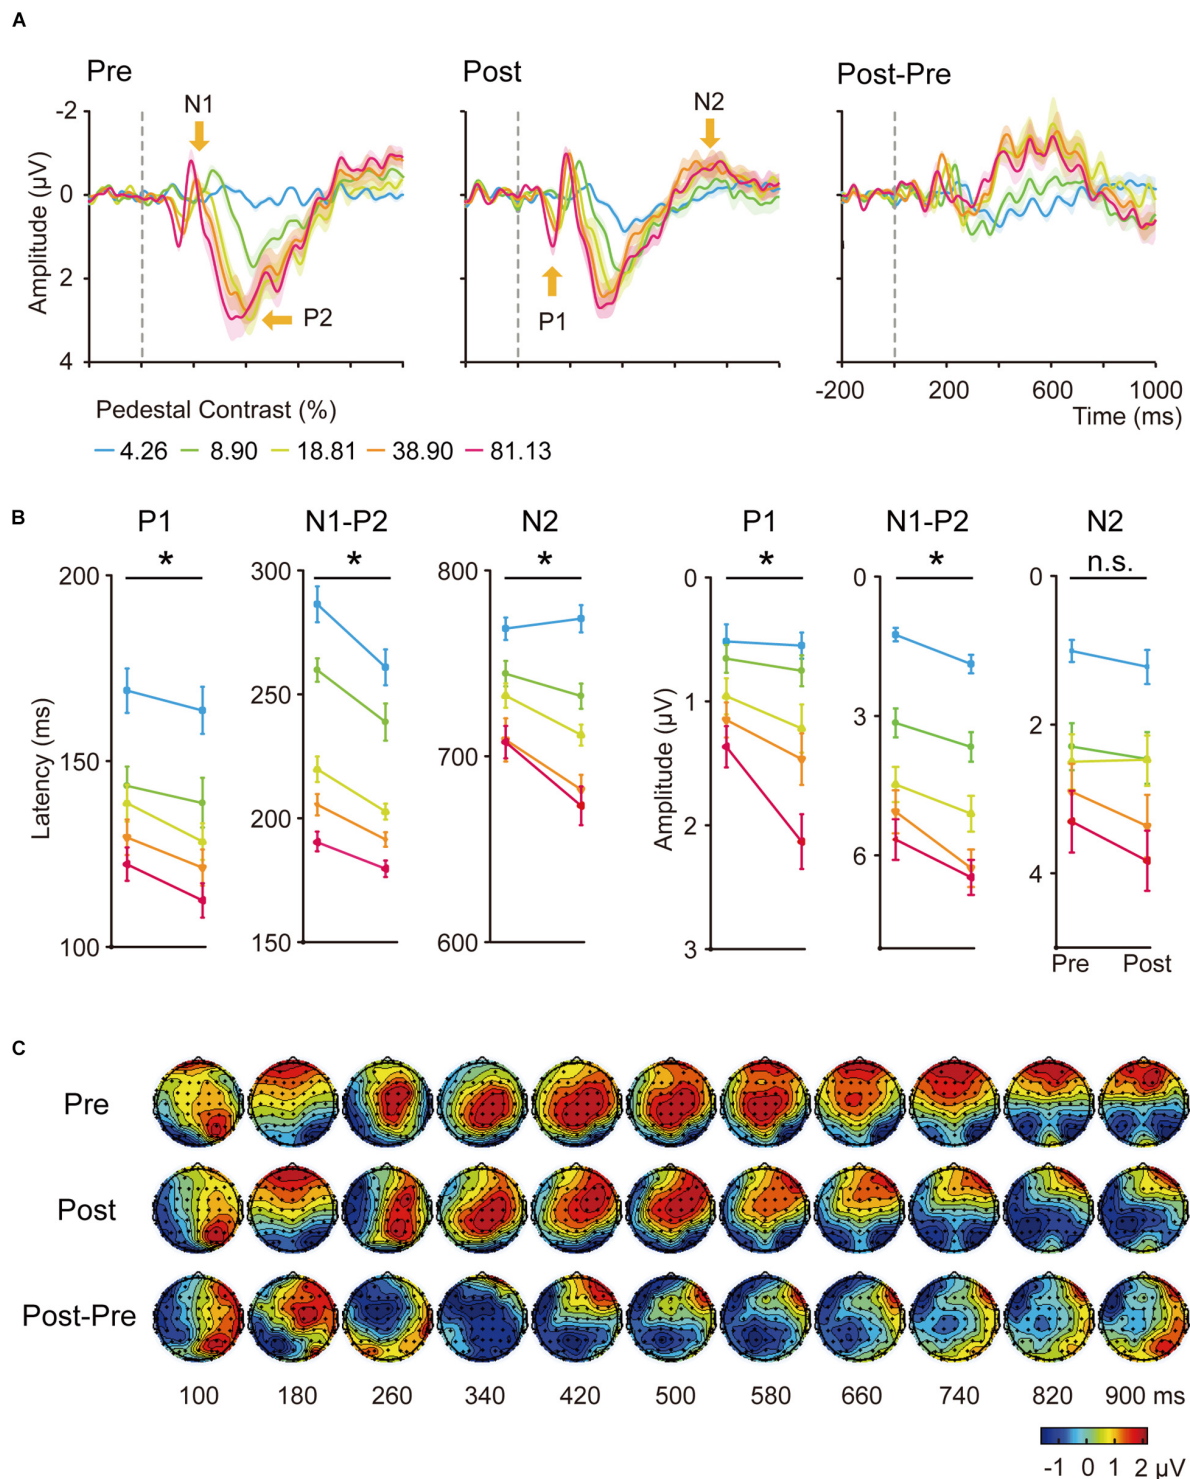 A
Pre
Post
Post-Pre
N1
N2
P2
P1
-2
0
2
4
Amplitude (μV)
-200
200
600
1000
Time (ms)
Pedestal Contrast (%)
4.26
8.90
18.81
38.90
81.13
B
P1
N1-P2
N2
P1
N1-P2
N2
*
*
*
*
*
n.s.
200
150
100
Latency (ms)
300
250
200
150
800
700
600
0
1
2
3
Amplitude (μV)
0
3
6
0
2
4
Pre
Post
C
Pre
Post
Post-Pre
100 180 260 340 420 500 580 660 740 820 900 ms
-1 0 1 2 μV